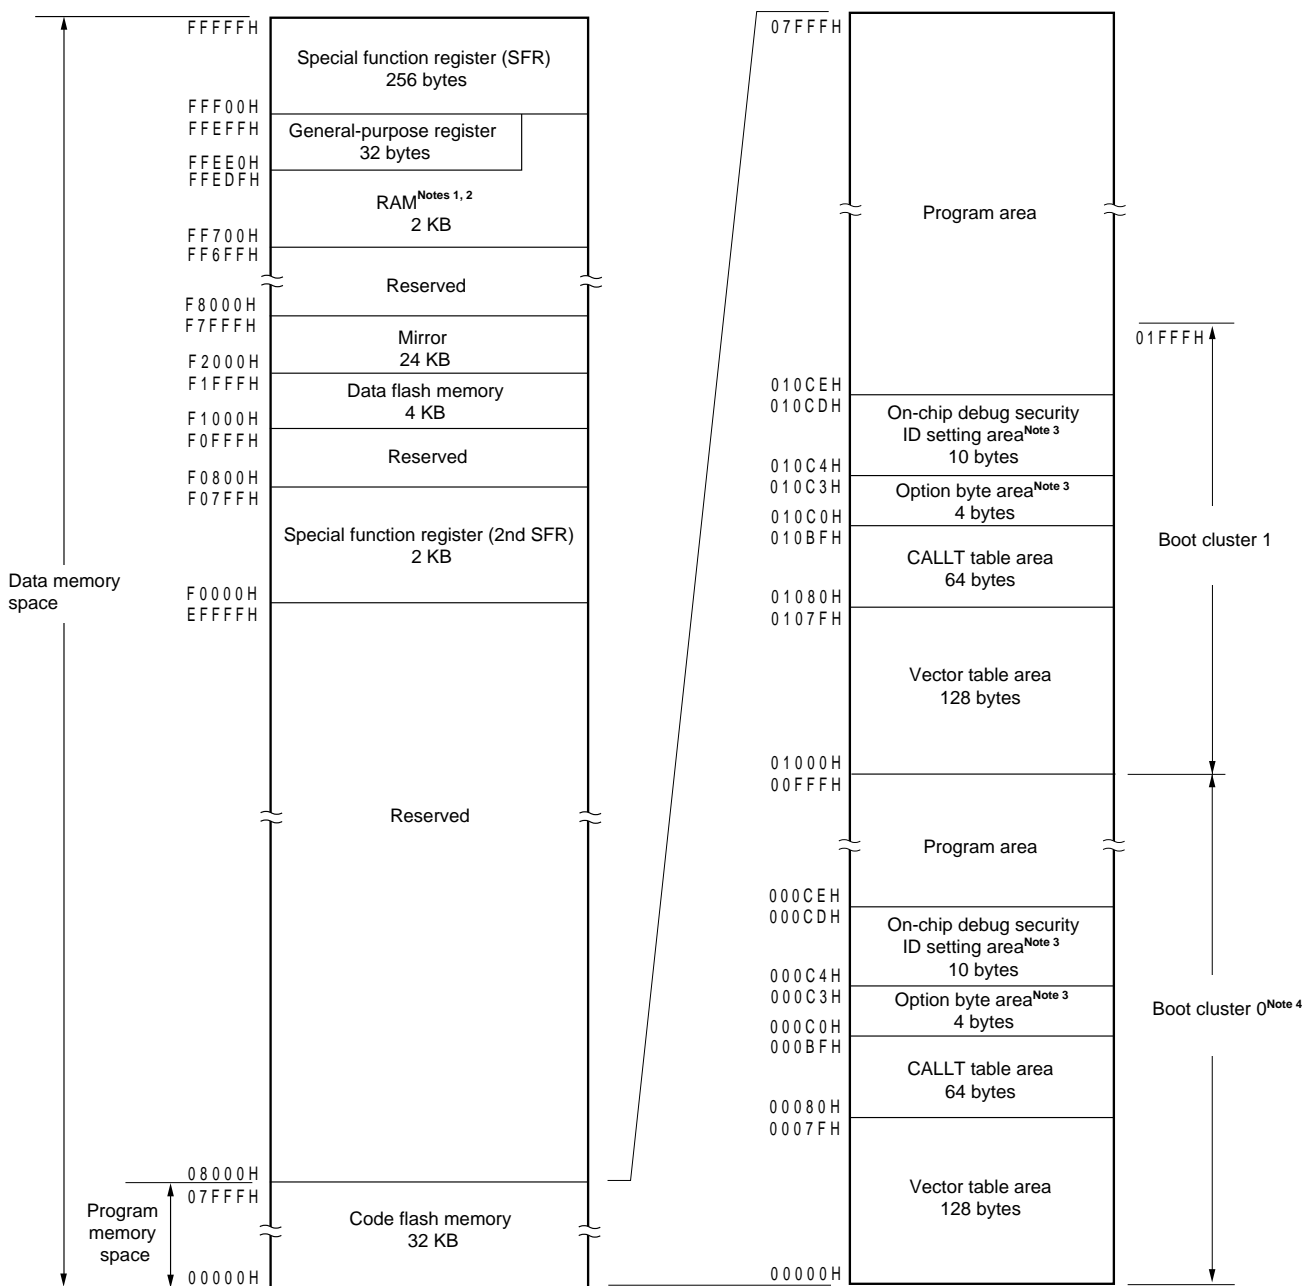 FFFFFH
Special function register (SFR)
256 bytes
FFF00H
FFEFFH
General-purpose register
32 bytes
FFEE0H
FFEDFH
RAMNotes 1, 2
2 KB
FF700H
FF6FFH
Reserved
F8000H
F7FFFH
Mirror
24 KB
F2000H
F1FFFH
Data flash memory
4 KB
F1000H
F0FFFH
Reserved
F0800H
F07FFH
Special function register (2nd SFR)
2 KB
F0000H
EFFFFH
Data memory
space
Reserved
08000H
07FFFH
Program
memory
space
Code flash memory
32 KB
00000H
07FFFH
Program area
01FFFH
010CEH
010CDH
On-chip debug security
ID setting areaNote 3
10 bytes
010C4H
010C3H
Option byte areaNote 3
4 bytes
010C0H
010BFH
CALLT table area
64 bytes
Boot cluster 1
01080H
0107FH
Vector table area
128 bytes
01000H
00FFFH
Program area
000CEH
000CDH
On-chip debug security
ID setting areaNote 3
10 bytes
000C4H
000C3H
Option byte areaNote 3
4 bytes
Boot cluster 0Note 4
000C0H
000BFH
CALLT table area
64 bytes
00080H
0007FH
Vector table area
128 bytes
00000H